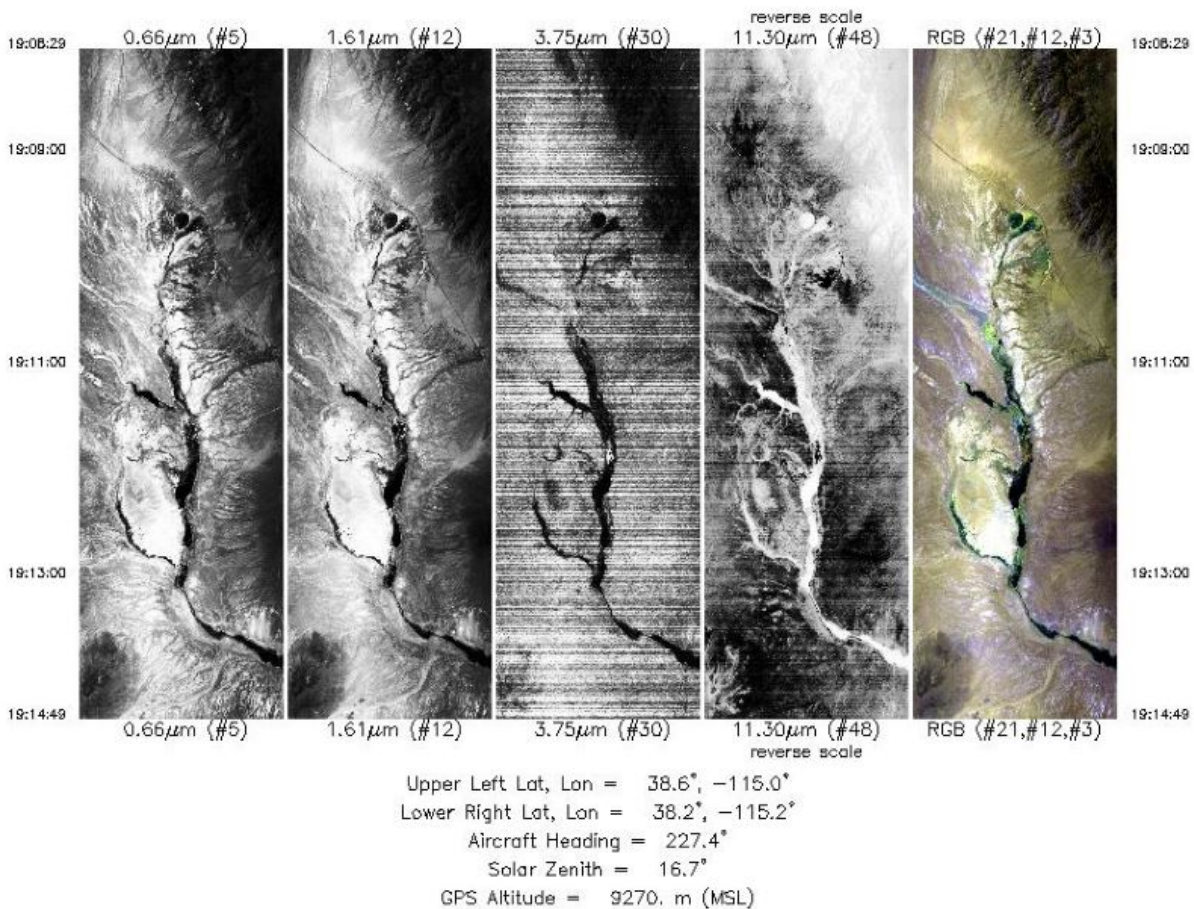 reverse scale
0.66μm (#5) 1.61μm (#12) 3.75μm (#30) 11.30μm (#48) RGB (#21,#12,#3)
19:08:29 19:08:29
19:09:00 19:09:00
19:11:00 19:11:00
19:13:00 19:13:00
19:14:49 19:14:49
0.66μm (#5) 1.61μm (#12) 3.75μm (#30) 11.30μm (#48) RGB (#21,#12,#3)
reverse scale
Upper Left Lat, Lon = 38.6°, -115.0°
Lower Right Lat, Lon = 38.2°, -115.2°
Aircraft Heading = 227.4°
Solar Zenith = 16.7°
GPS Altitude = 9270. m (MSL)